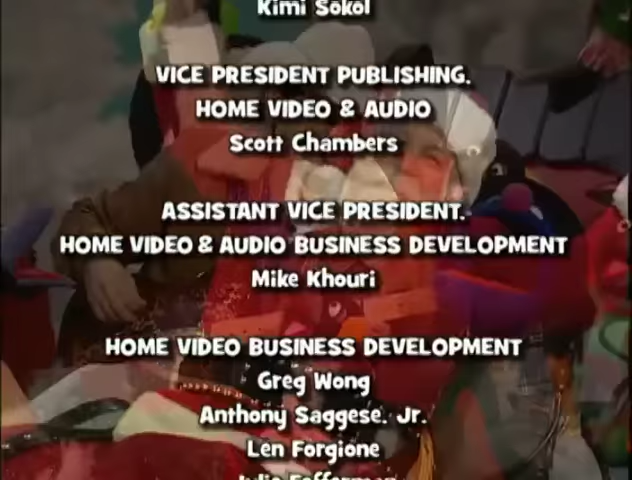 Kimi Sokol
VICE PRESIDENT PUBLISHING.
HOME VIDEO & AUDIO
Scott Chambers
ASSISTANT VICE PRESIDENT.
HOME VIDEO & AUDIO BUSINESS DEVELOPMENT
Mike Khouri
HOME VIDEO BUSINESS DEVELOPMENT
Greg Wong
Anthony Saggese. Jr.
Len Forgione